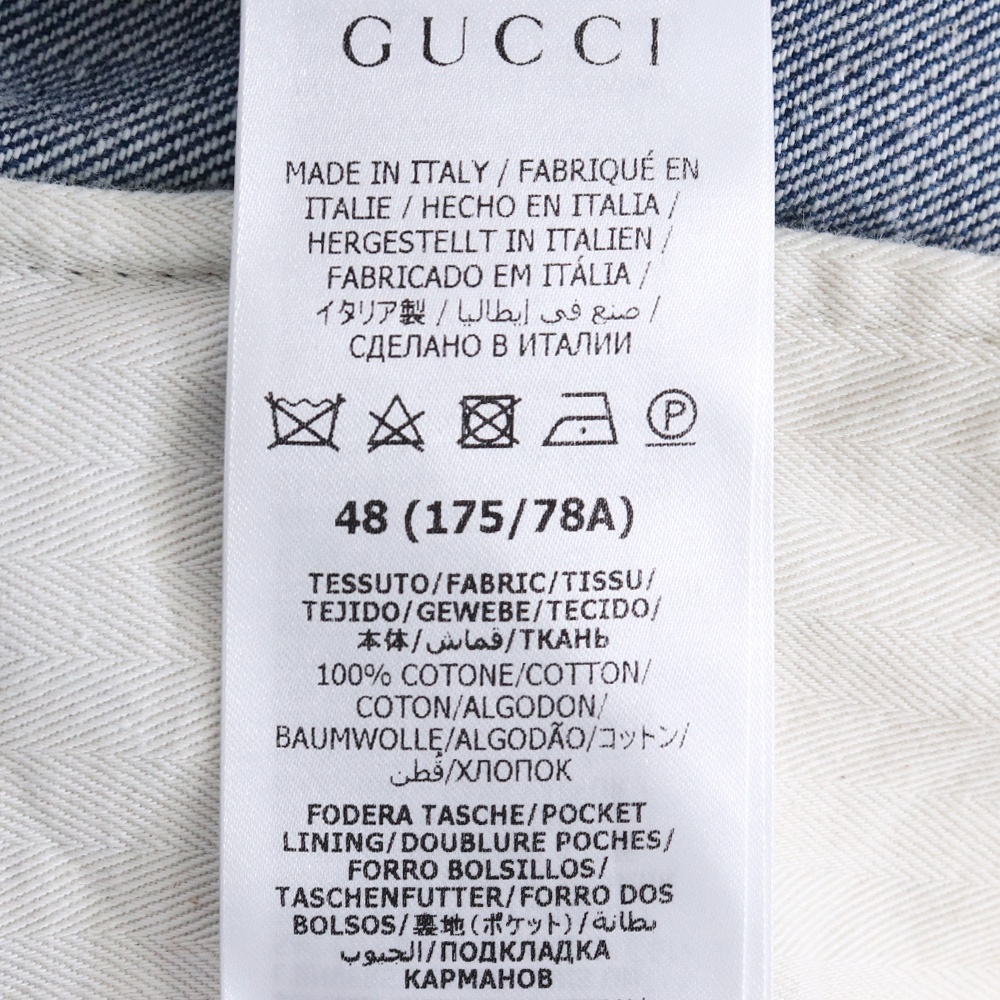 GUCCI
MADE IN ITALY / FABRIQUÉ EN
ITALIE / HECHO EN ITALIA /
HERGESTELLT IN ITALIEN /
FABRICADO EM ITÁLIA /
イタリア製 / صنع في إيطاليا /
СДЕЛАНО В ИТАЛИИ
P
48 (175/78A)
TESSUTO/FABRIC/TISSU/
TEJIDO/GEWEBE/TECIDO/
本体/قماش/ТКАНЬ
100% COTONE/COTTON/
COTON/ALGODON/
BAUMWOLLE/ALGODÃO/コットン/
قُطن/ХЛОПОК
FODERA TASCHE/POCKET
LINING/DOUBLURE POCHES/
FORRO BOLSILLOS/
TASCHENFUTTER/FORRO DOS
BOLSOS/裏地(ポケット)/بطانة
الجيوب/ПОДКЛАДКА
КАРМАНОВ